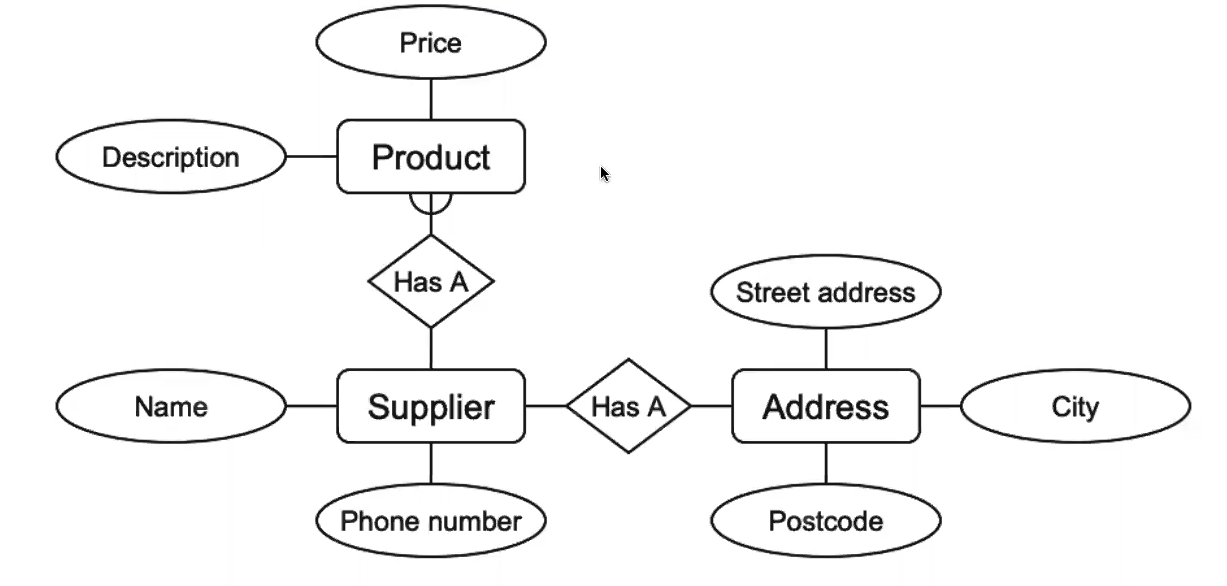 Price
Description
Product
Has A
Street address
Name
Supplier
Has A
Address
City
Phone number
Postcode